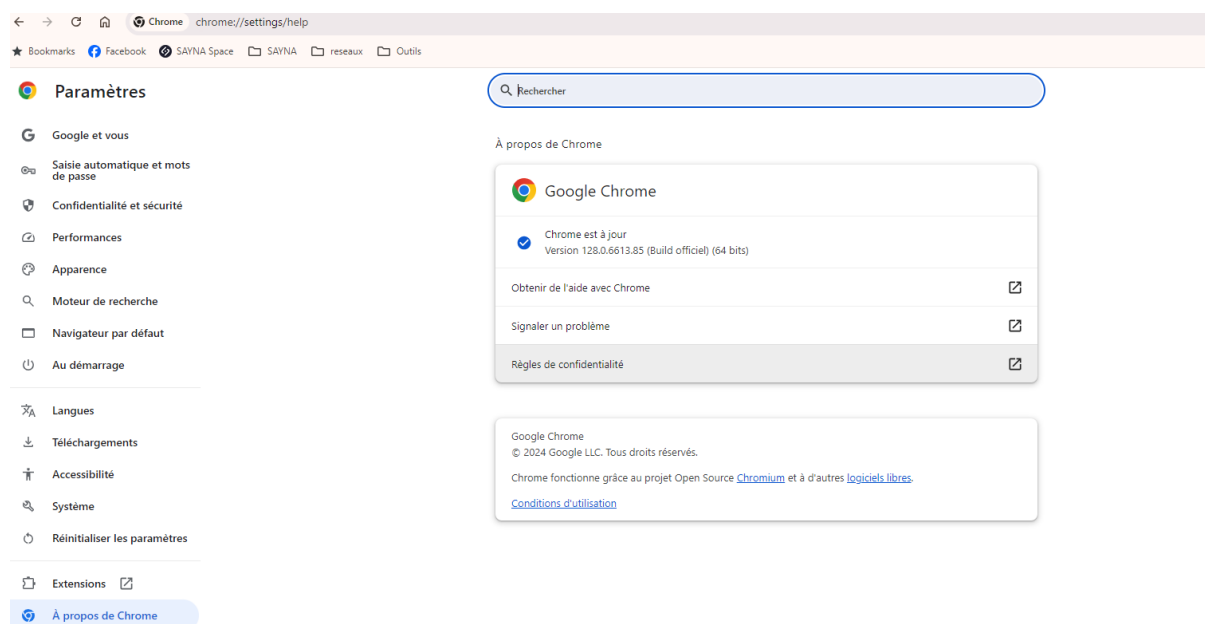 Chrome chrome://settings/help
Bookmarks Facebook SAYNA Space SAYNA reseaux Outils
Paramètres
Rechercher
Google et vous
Saisie automatique et mots
de passe
Confidentialité et sécurité
Performances
Apparence
Moteur de recherche
Navigateur par défaut
Au démarrage
Langues
Téléchargements
Accessibilité
Système
Réinitialiser les paramètres
Extensions
À propos de Chrome
À propos de Chrome
Google Chrome
Chrome est à jour
Version 128.0.6613.85 (Build officiel) (64 bits)
Obtenir de l'aide avec Chrome
Signaler un problème
Règles de confidentialité
Google Chrome
© 2024 Google LLC. Tous droits réservés.
Chrome fonctionne grâce au projet Open Source Chromium et à d'autres logiciels libres.
Conditions d'utilisation